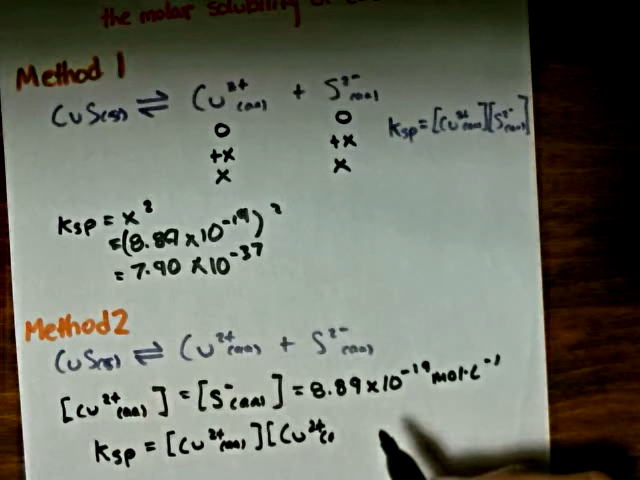 the molar solubility of
Method 1
CuS(s) ⇌ Cu²⁺(aq) + S²⁻(aq)
0 0
+x +x
x x
Ksp = [Cu²⁺(aq)][S²⁻(aq)]
Ksp = x²
= (8.89 x 10⁻¹⁹)²
= 7.90 x 10⁻³⁷
Method 2
CuS(s) ⇌ Cu²⁺(aq) + S²⁻(aq)
[Cu²⁺(aq)] = [S⁻(aq)] = 8.89 x 10⁻¹⁹ mol·L⁻¹
Ksp = [Cu²⁺(aq)][Cu²⁺(